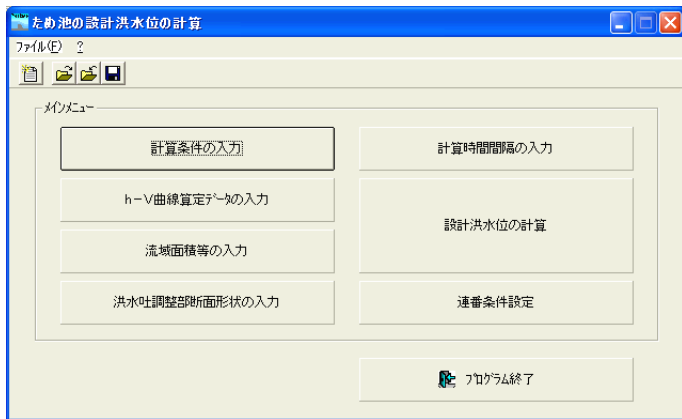 ため池の設計洪水位の計算
ファイル(F) ?
メインメニュー
計算条件の入力
計算時間間隔の入力
h-V曲線算定データの入力
設計洪水位の計算
流域面積等の入力
洪水吐調整部断面形状の入力
連番条件設定
プログラム終了